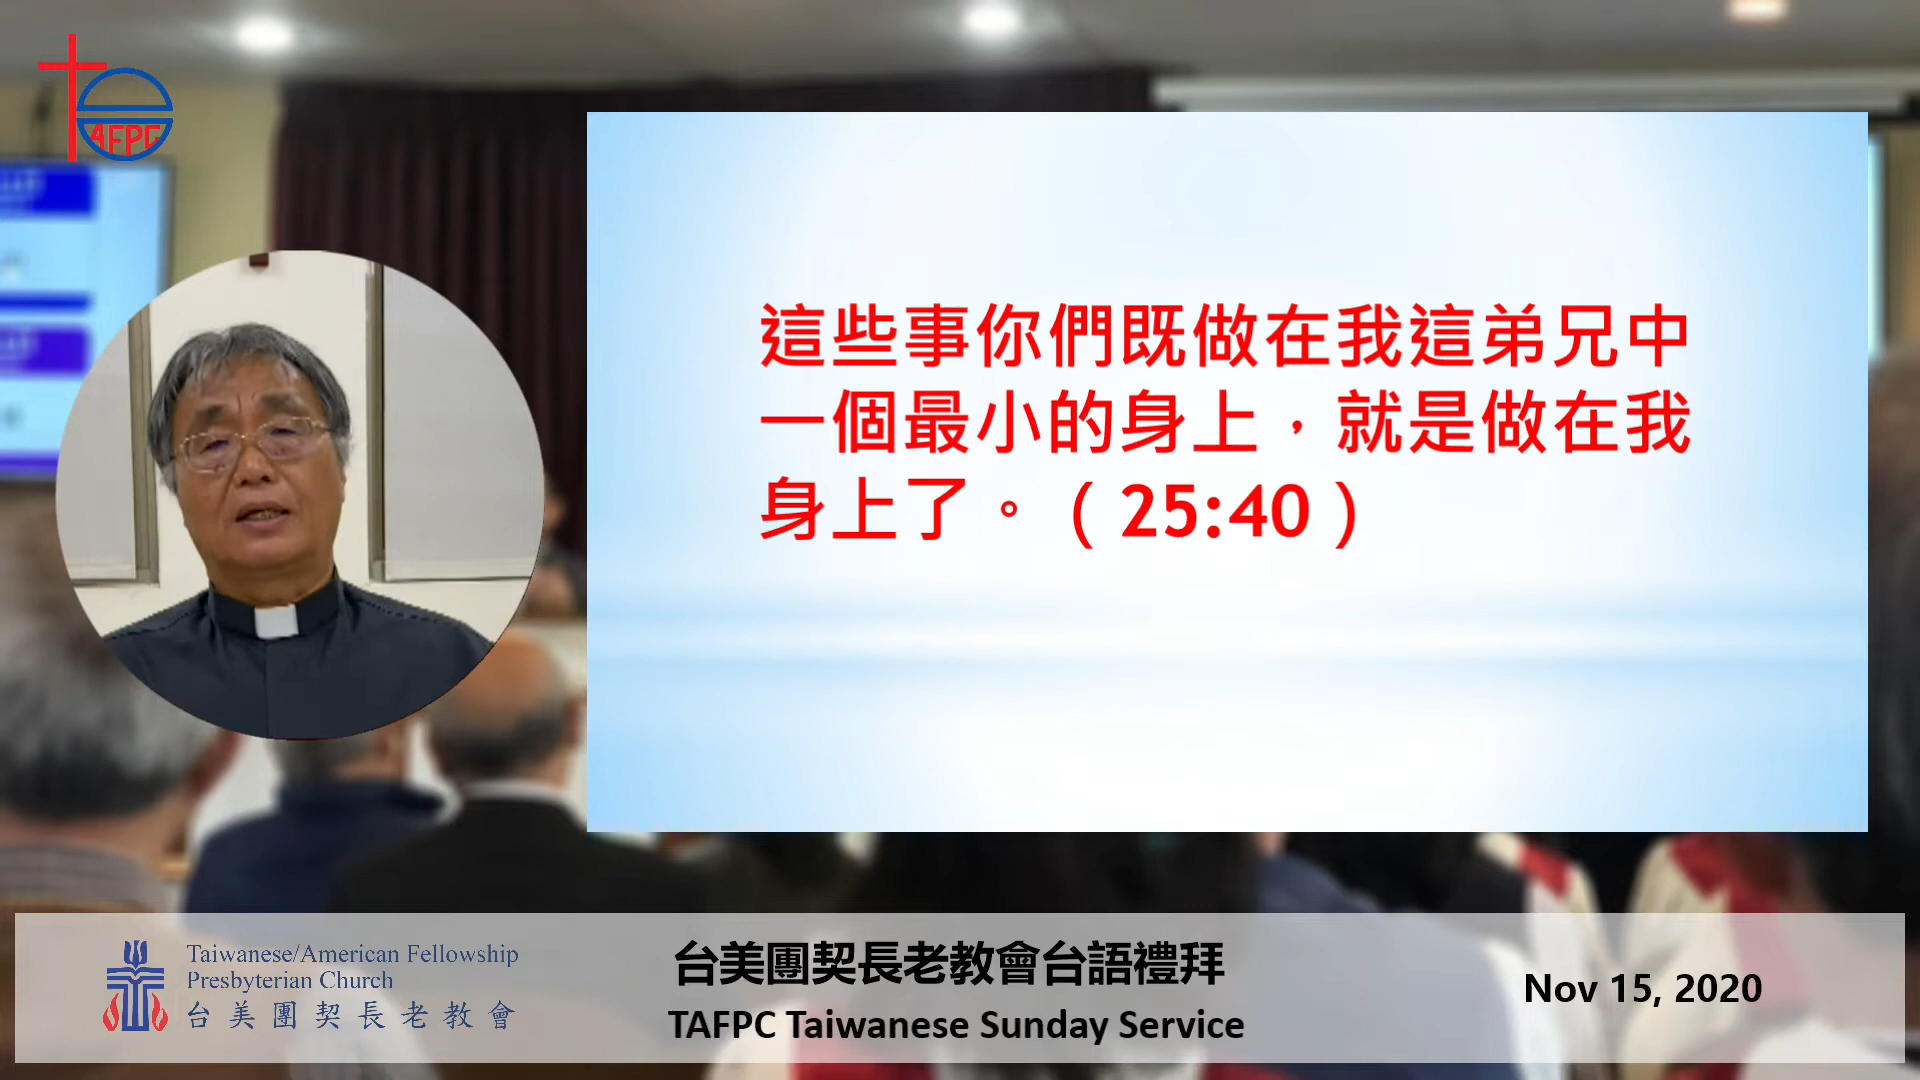 AFPC
這些事你們既做在我這弟兄中
一個最小的身上，就是做在我
身上了。（25:40）
Taiwanese/American Fellowship
Presbyterian Church
台美團契長老教會
台美團契長老教會台語禮拜
TAFPC Taiwanese Sunday Service
Nov 15, 2020